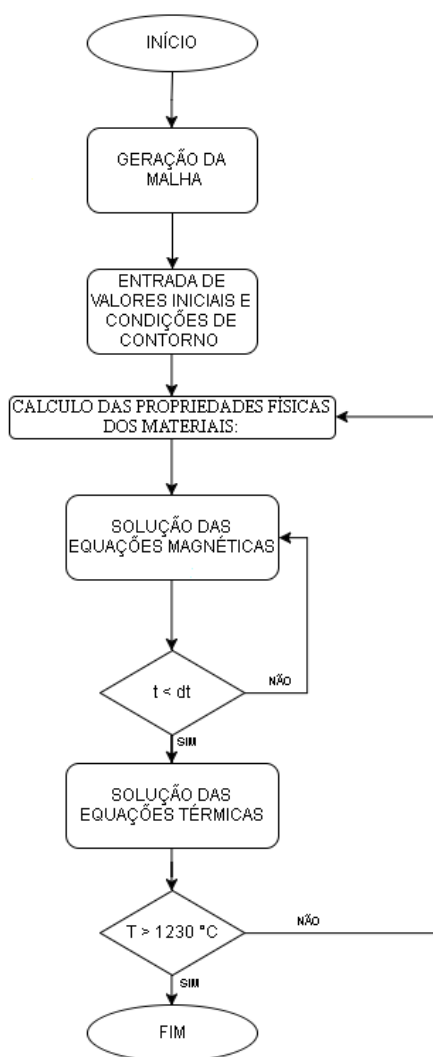 INÍCIO
GERAÇÃO DA
MALHA
ENTRADA DE
VALORES INICIAIS E
CONDIÇÕES DE
CONTORNO
CALCULO DAS PROPRIEDADES FÍSICAS
DOS MATERIAIS:
SOLUÇÃO DAS
EQUAÇÕES MAGNÉTICAS
t < dt
NÃO
SIM
SOLUÇÃO DAS
EQUAÇÕES TÉRMICAS
T > 1230 °C
NÃO
SIM
FIM